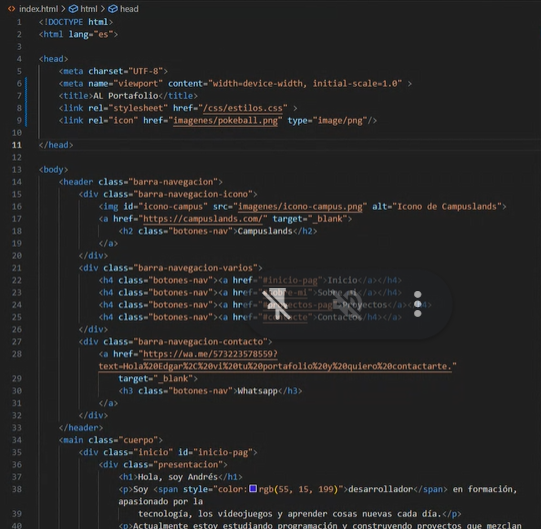 index.html > html > head
1 <!DOCTYPE html>
2 <html lang="es">
3
4 <head>
5 <meta charset="UTF-8">
6 <meta name="viewport" content="width=device-width, initial-scale=1.0" >
7 <title>AL Portafolio</title>
8 <link rel="stylesheet" href="/css/estilos.css" >
9 <link rel="icon" href="imagenes/pokeball.png" type="image/png"/>
10
11 </head>
12
13 <body>
14 <header class="barra-navegacion">
15 <div class="barra-navegacion-icono">
16 <img id="icono-campus" src="imagenes/icono-campus.png" alt="Icono de Campuslands">
17 <a href="https://campuslands.com/" target="_blank">
18 <h2 class="botones-nav">Campuslands</h2>
19 </a>
20 </div>
21 <div class="barra-navegacion-varios">
22 <h4 class="botones-nav"><a href="#inicio-pag">Inicio</a></h4>
23 <h4 class="botones-nav"><a href="#sobre-mi">Sobre mi</a></h4>
24 <h4 class="botones-nav"><a href= Proyectos</a></h4>
25 <h4 class="botones-nav"><a href= Contactos</h4></a>
26 </div>
27 <div class="barra-navegacion-contacto">
28 <a href="https://wa.me/573223578559?
text=Hola%20Edgar%2C%20vi%20tu%20portafolio%20y%20quiero%20contactarte."
29 target="_blank">
30 <h3 class="botones-nav">Whatsapp</h3>
31 </a>
32 </div>
33 </header>
34 <main class="cuerpo">
35 <div class="inicio" id="inicio-pag">
36 <div class="presentacion">
37 <h1>Hola, soy Andrés</h1>
38 <p>Soy <span style="color: rgb(55, 15, 199)">desarrollador</span> en formación,
apasionado por la
39 tecnología, los videojuegos y aprender cosas nuevas cada día.</p>
40 <p>Actualmente estoy estudiando programación y construyendo proyectos que mezclan